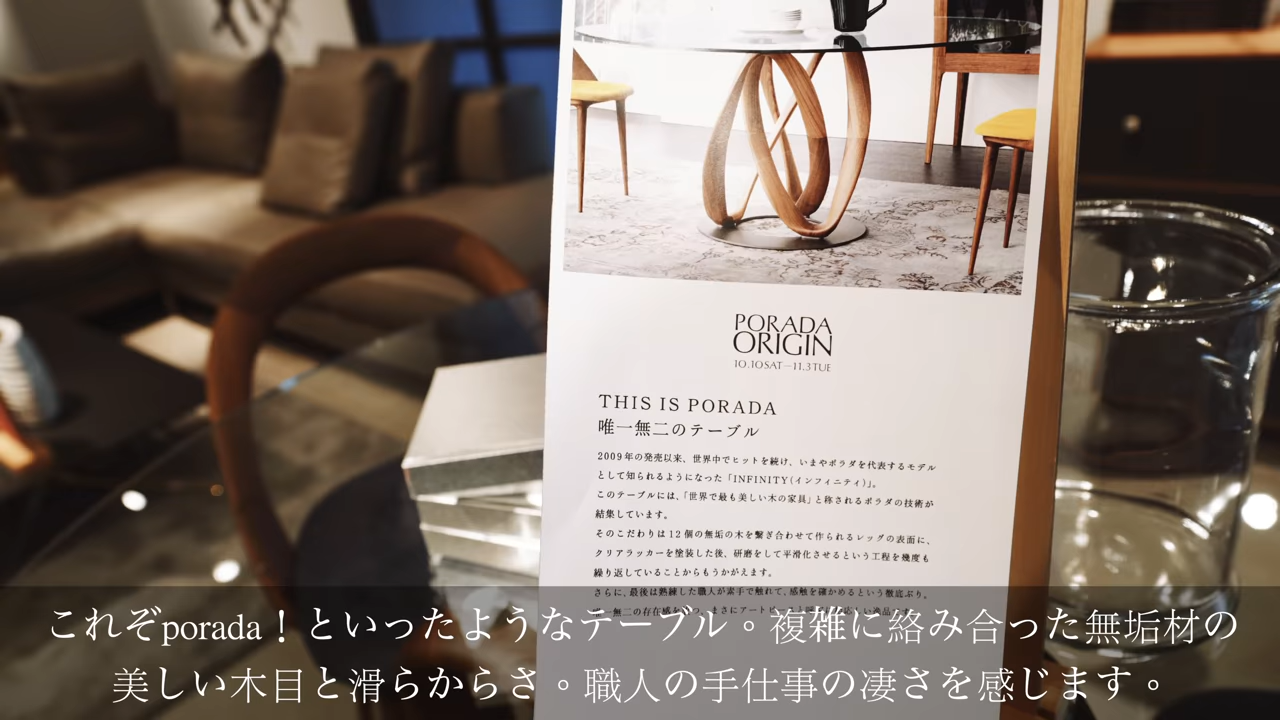 PORADA
ORIGIN
10.10SAT－11.3TUE
THIS IS PORADA
唯一無二のテーブル
2009年の発売以来、世界中でヒットを続け、いまやポラダを代表するモデル
として知られるようになった「INFINITY（インフィニティ）」。
このテーブルには、「世界で最も美しい木の家具」と称されるポラダの技術が
結集しています。
そのこだわりは12個の無垢の木を繋ぎ合わせて作られるレッグの表面に、
クリアラッカーを塗装した後、研磨をして平滑化させるという工程を幾度も
繰り返していることからもうかがえます。
さらに、最後は熟練した職人が素手で触れて、感触を確かめるという徹底ぶり。
唯一無二の存在感を
これぞporada！といったようなテーブル。複雑に絡み合った無垢材の
美しい木目と滑らからさ。職人の手仕事の凄さを感じます。